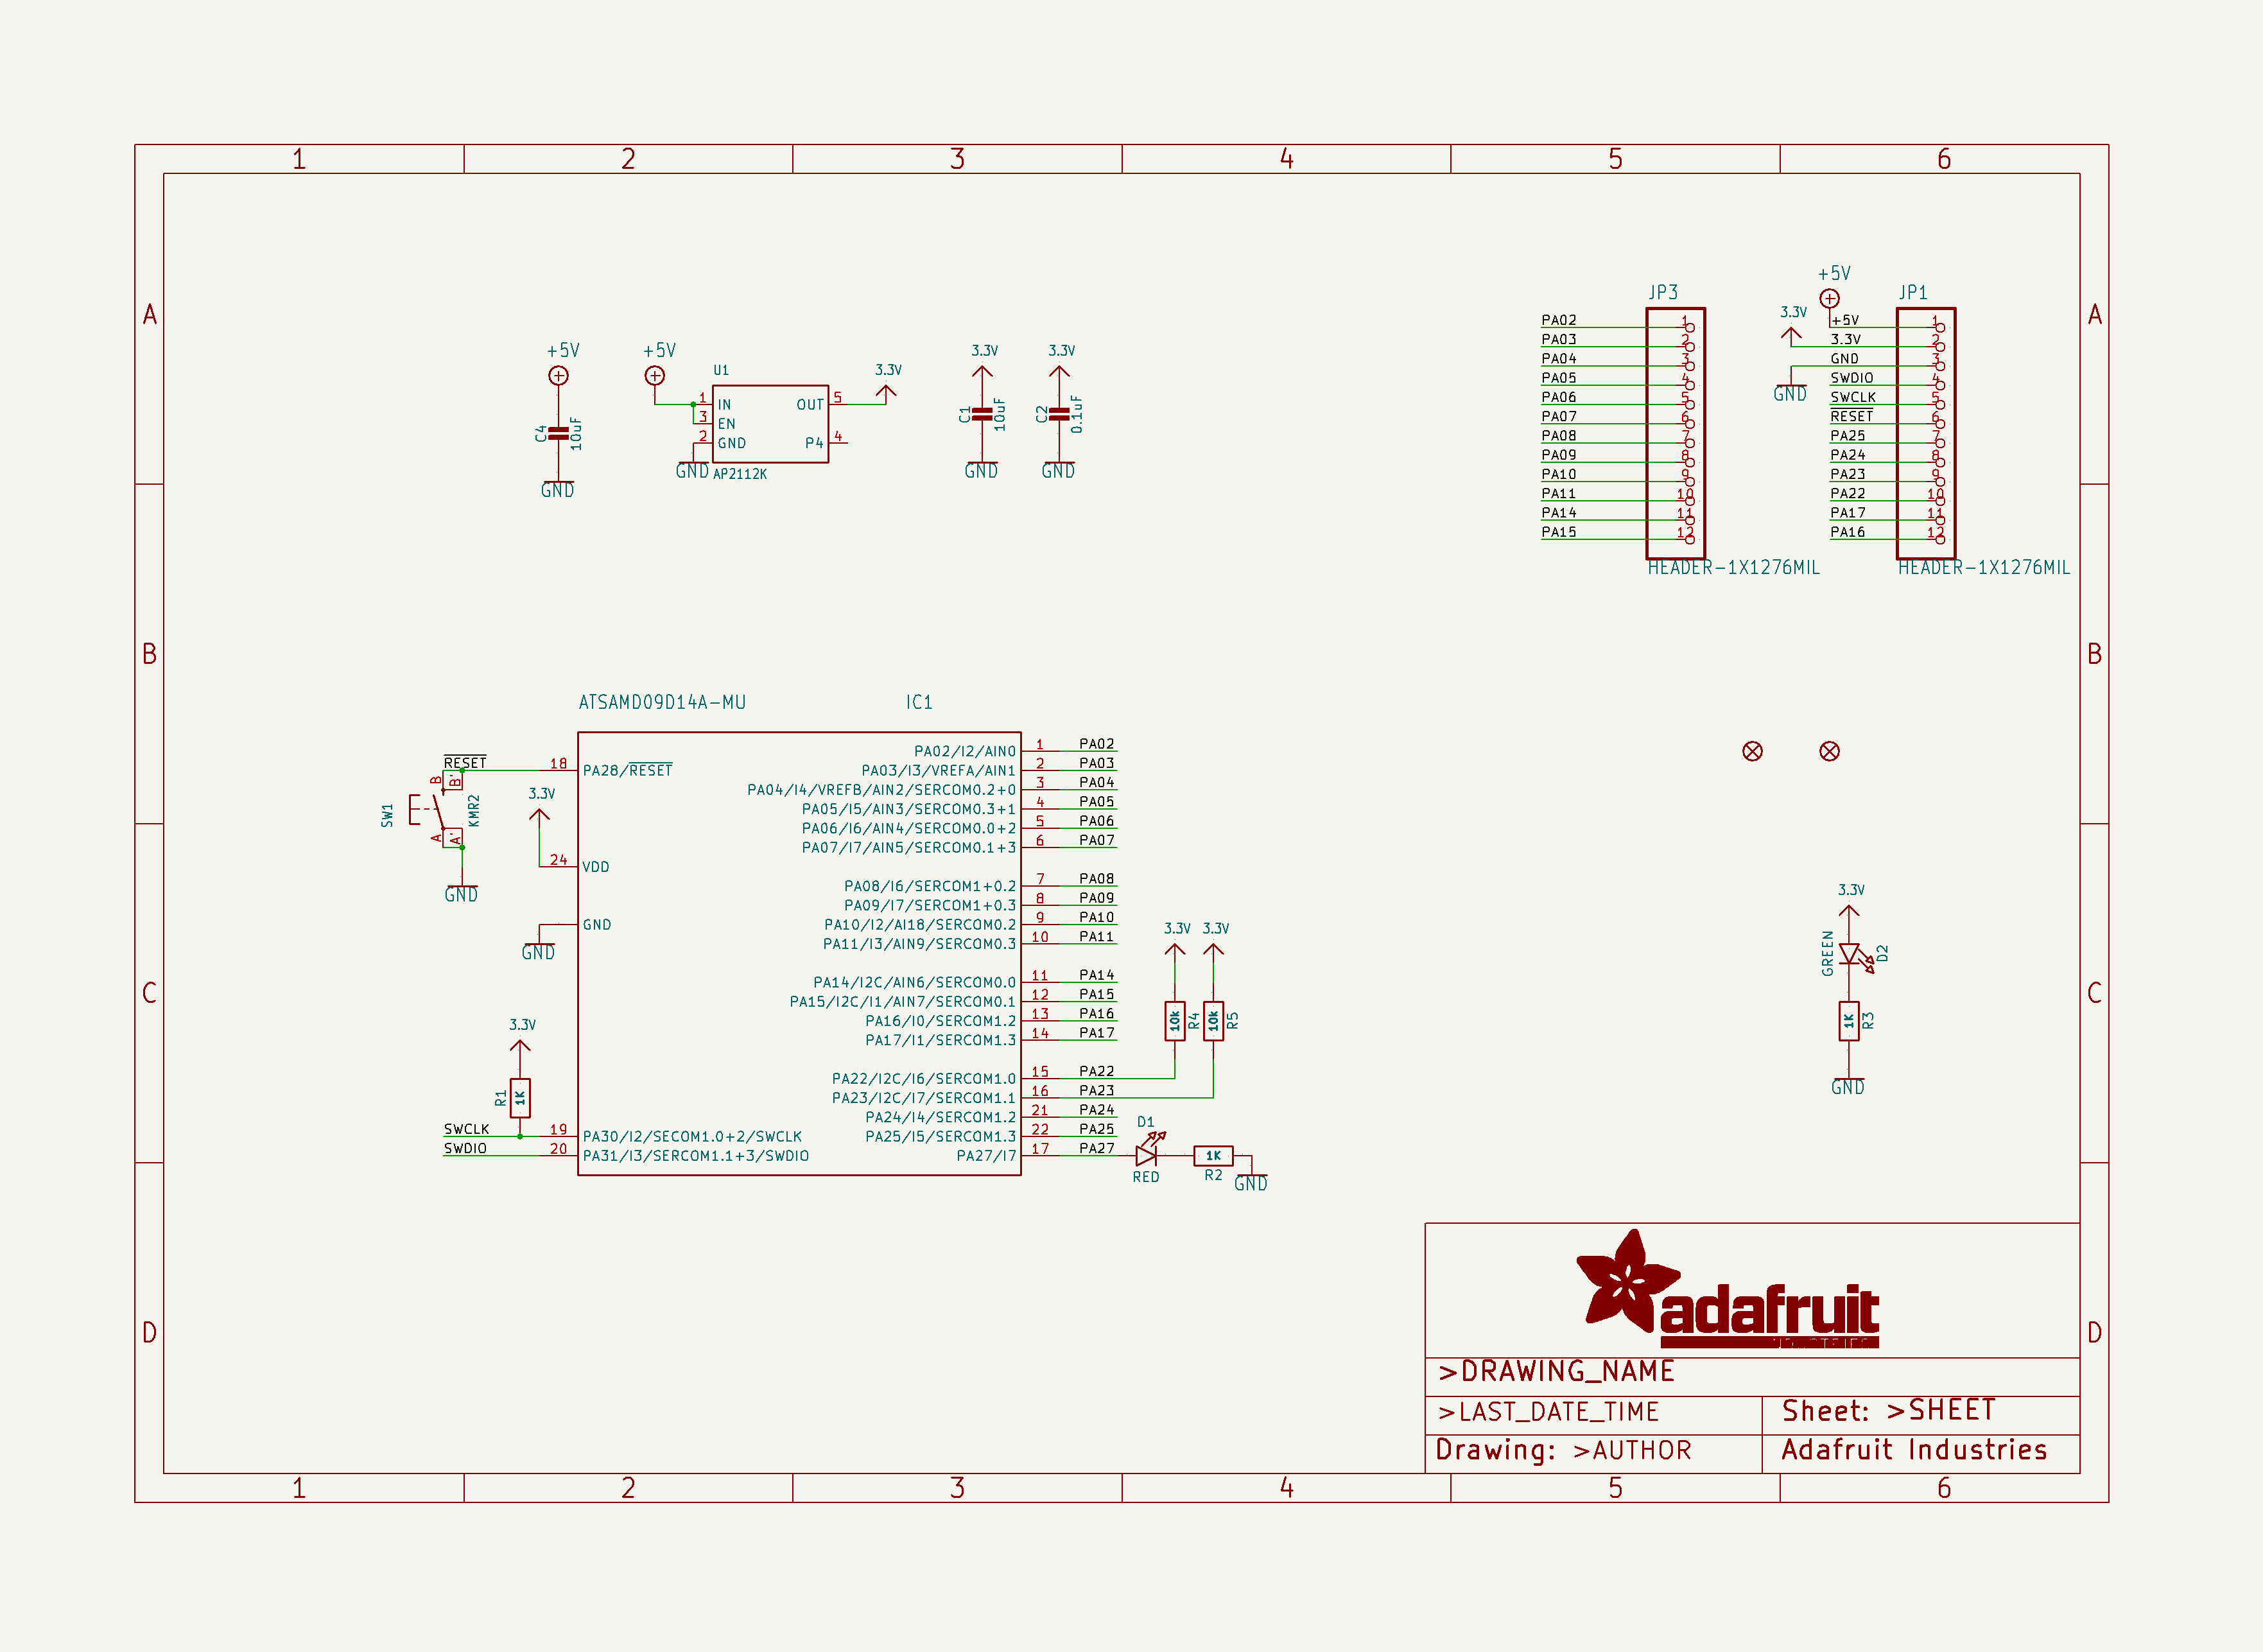 1 2 3 4 5 6
A A
B B
C C
D D
+5V
C4
10uF
GND
+5V
U1
1 IN
3 EN
2 GND
OUT 5
P4 4
GND
AP2112K
3.3V
3.3V
C1
10uF
GND
3.3V
C2
0.1uF
GND
JP3
PA02 1
PA03 2
PA04 3
PA05 4
PA06 5
PA07 6
PA08 7
PA09 8
PA10 9
PA11 10
PA14 11
PA15 12
HEADER-1X1276MIL
+5V
3.3V
GND
JP1
+5V 1
3.3V 2
GND 3
SWDIO 4
SWCLK 5
RESET 6
PA25 7
PA24 8
PA23 9
PA22 10
PA17 11
PA16 12
HEADER-1X1276MIL
ATSAMD09D14A-MU IC1
RESET
18 PA28/RESET
SW1
KMR2
B B'
A A'
GND
3.3V
24 VDD
GND
GND
3.3V
R1
1K
SWCLK 19 PA30/I2/SECOM1.0+2/SWCLK
SWDIO 20 PA31/I3/SERCOM1.1+3/SWDIO
PA02/I2/AIN0 1 PA02
PA03/I3/VREFA/AIN1 2 PA03
PA04/I4/VREFB/AIN2/SERCOM0.2+0 3 PA04
PA05/I5/AIN3/SERCOM0.3+1 4 PA05
PA06/I6/AIN4/SERCOM0.0+2 5 PA06
PA07/I7/AIN5/SERCOM0.1+3 6 PA07
PA08/I6/SERCOM1+0.2 7 PA08
PA09/I7/SERCOM1+0.3 8 PA09
PA10/I2/AI18/SERCOM0.2 9 PA10
PA11/I3/AIN9/SERCOM0.3 10 PA11
PA14/I2C/AIN6/SERCOM0.0 11 PA14
PA15/I2C/I1/AIN7/SERCOM0.1 12 PA15
PA16/I0/SERCOM1.2 13 PA16
PA17/I1/SERCOM1.3 14 PA17
PA22/I2C/I6/SERCOM1.0 15 PA22
PA23/I2C/I7/SERCOM1.1 16 PA23
PA24/I4/SERCOM1.2 21 PA24
PA25/I5/SERCOM1.3 22 PA25
PA27/I7 17 PA27
3.3V 3.3V
10k R4
10k R5
D1
RED
1K
R2
GND
3.3V
GREEN
D2
1K
R3
GND
adafruit
>DRAWING_NAME
>LAST_DATE_TIME
Sheet: >SHEET
Drawing: >AUTHOR
Adafruit Industries
1 2 3 4 5 6